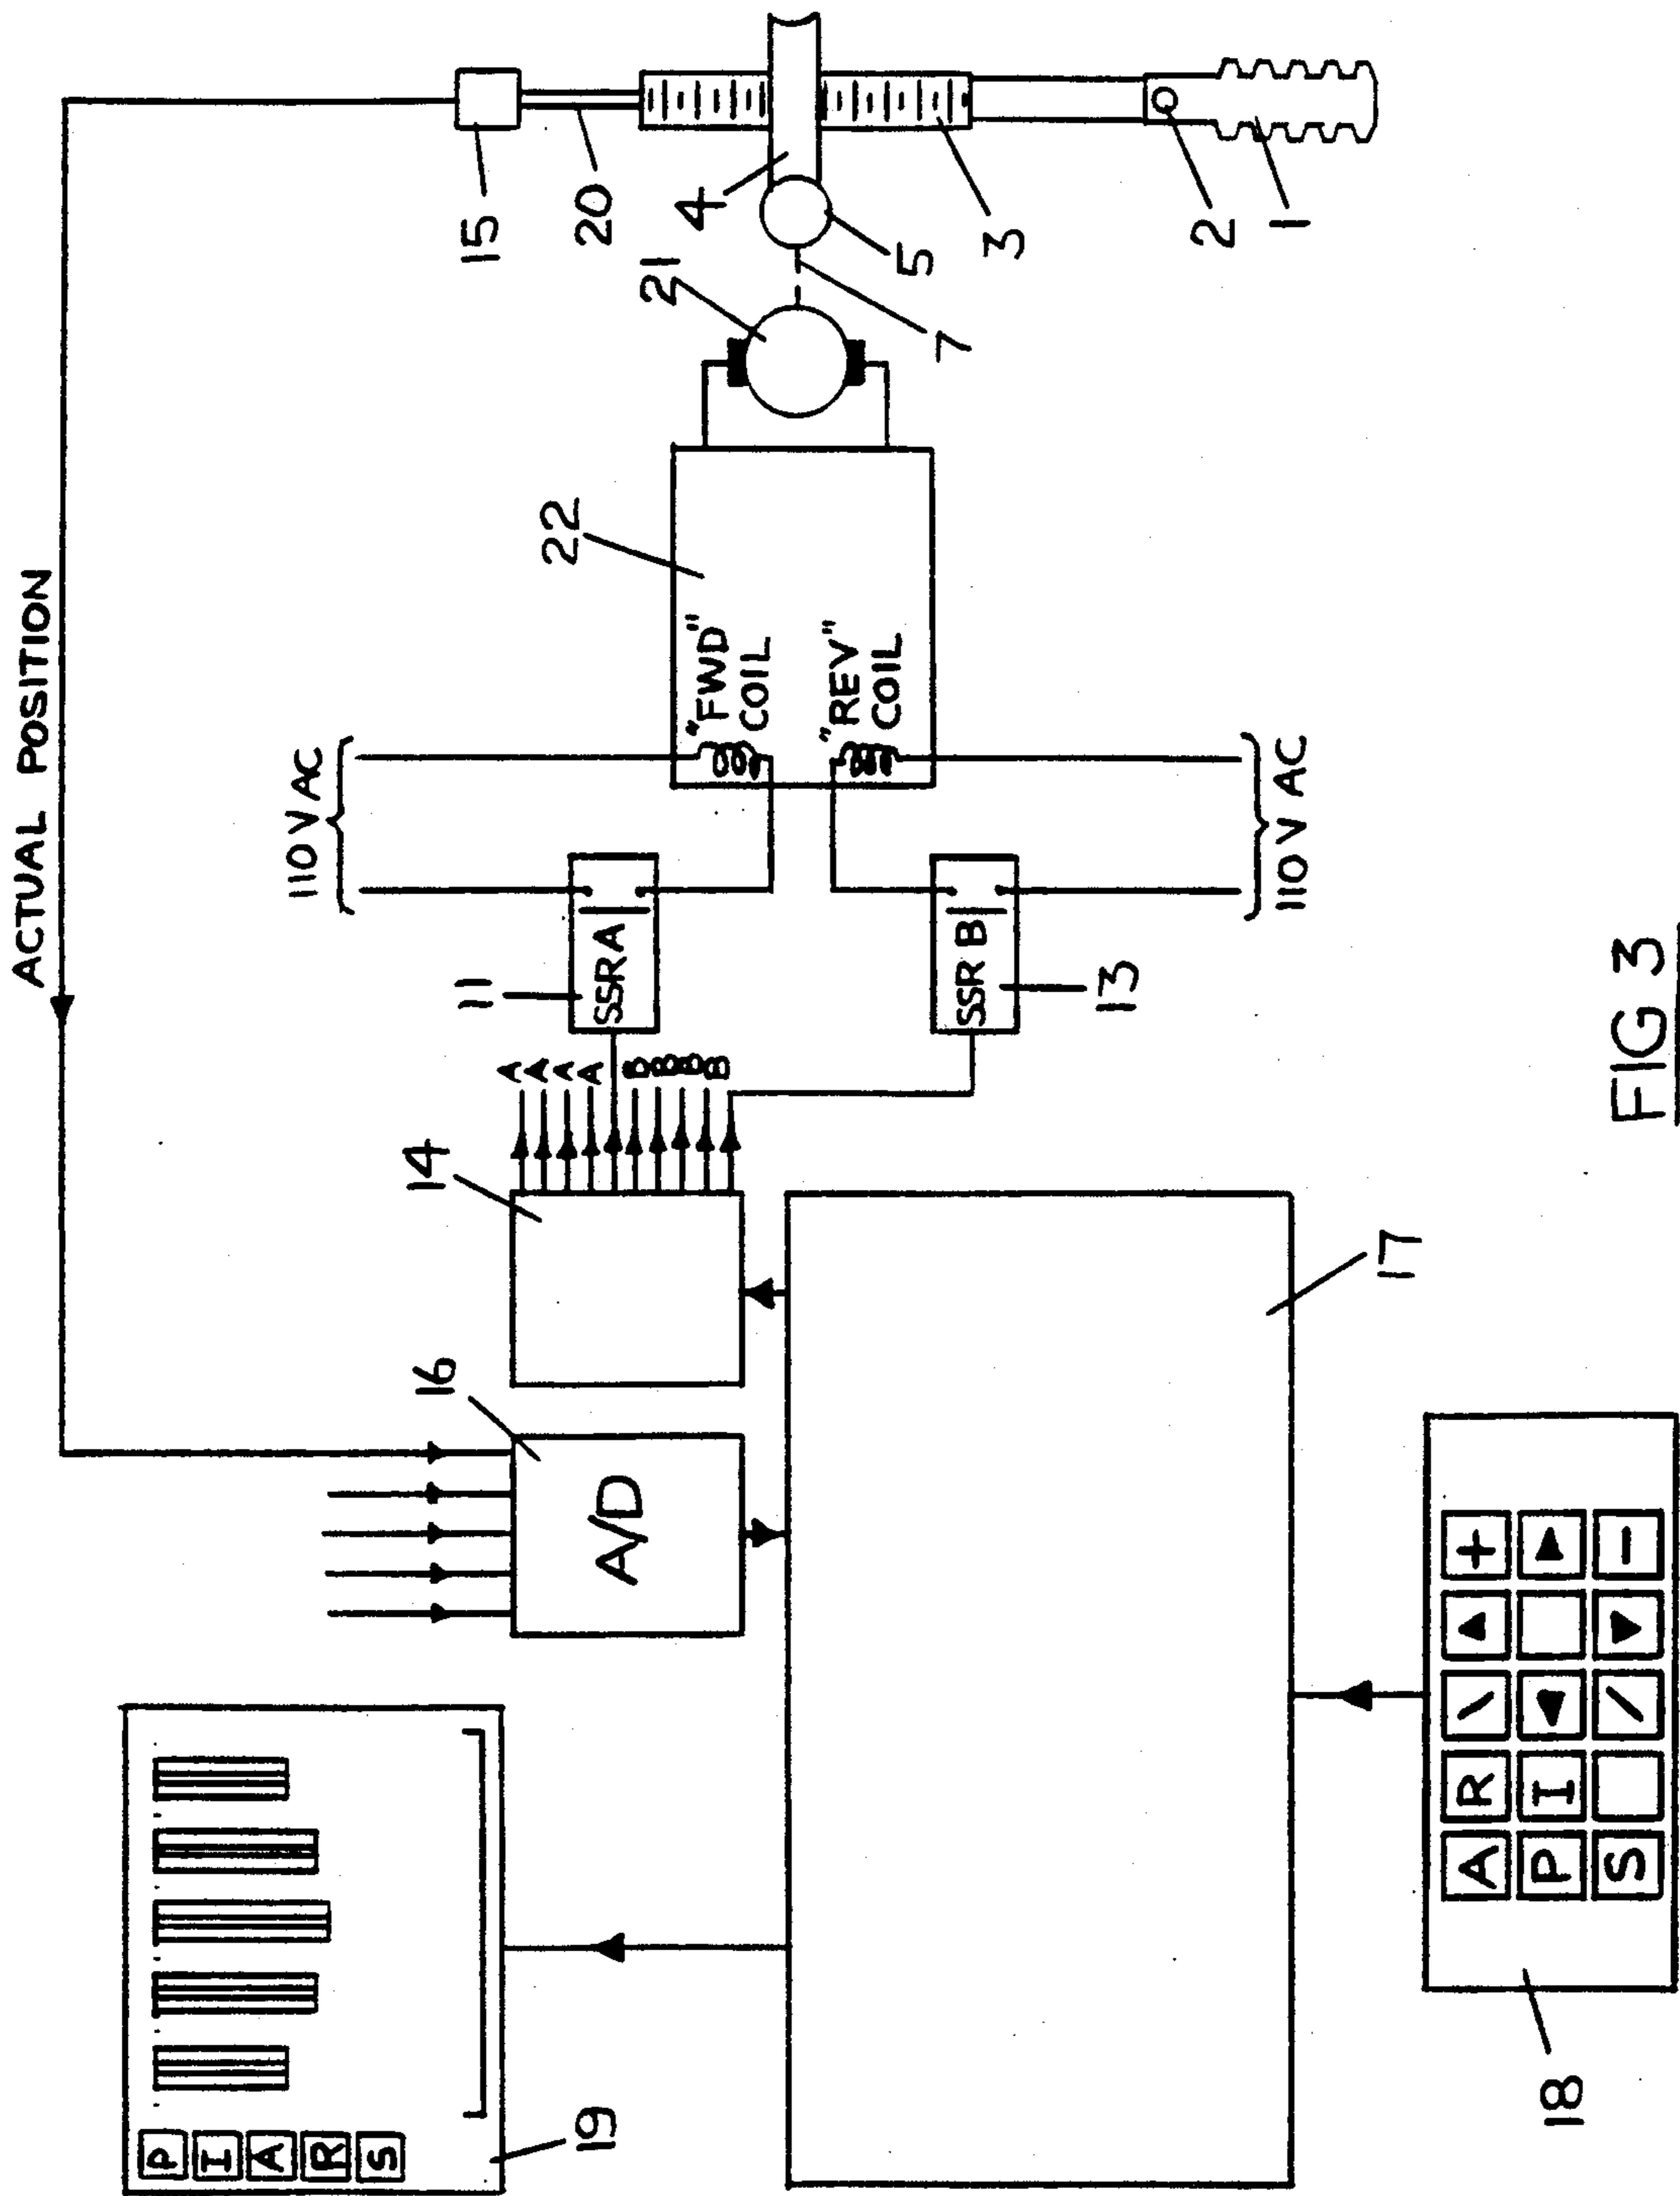 ACTUAL POSITION
P
I
A
R
S
19
110 V AC
16
14
11
15
A/D
A
A
A
A
B
B
B
B
SSR A
22
20
21
4
"FWD"
COIL
"REV"
COIL
5
7
3
SSR B
13
110 V AC
2
1
17
A R / +
P I
S \ -
18
FIG 3